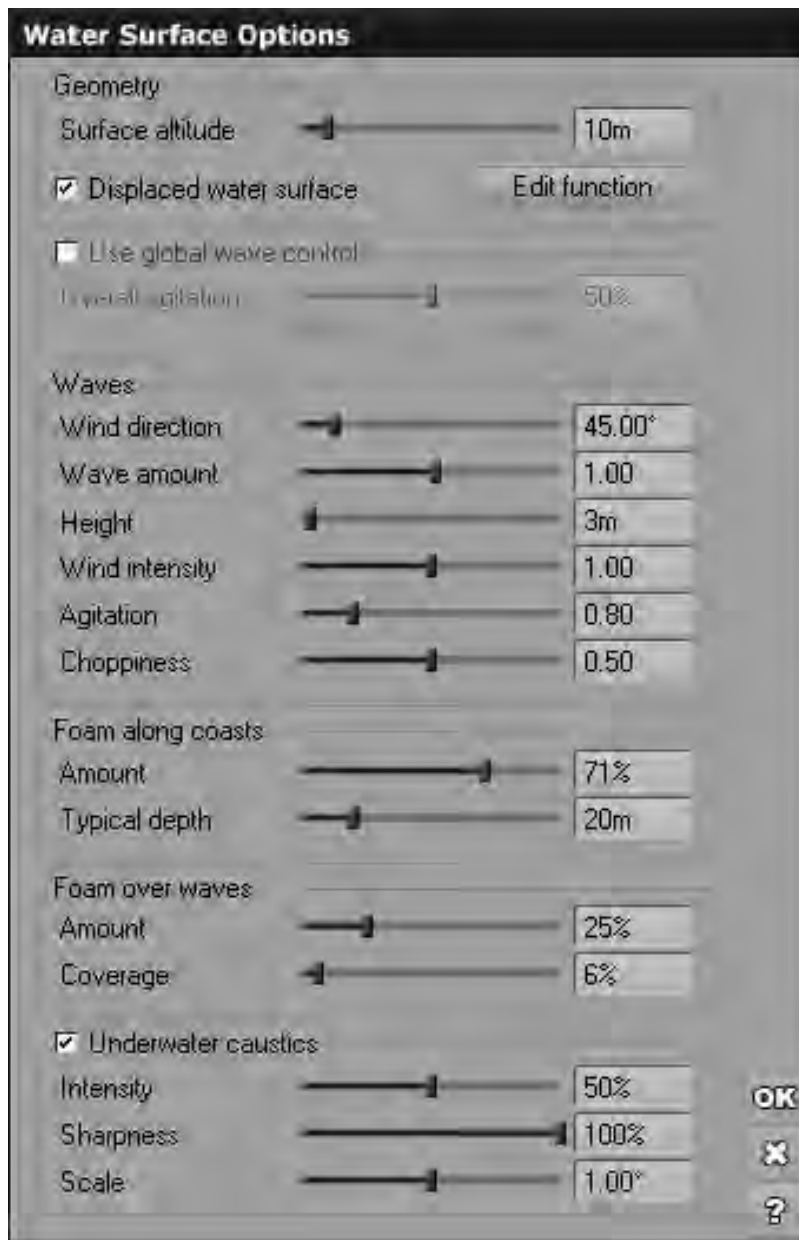 Water Surface Options
Geometry
Surface altitude 10m
Displaced water surface Edit function
Use global wave control
Overall agitation 50%
Waves
Wind direction 45.00°
Wave amount 1.00
Height 3m
Wind intensity 1.00
Agitation 0.80
Choppiness 0.50
Foam along coasts
Amount 71%
Typical depth 20m
Foam over waves
Amount 25%
Coverage 6%
Underwater caustics
Intensity 50%
Sharpness 100%
Scale 1.00°
OK
?